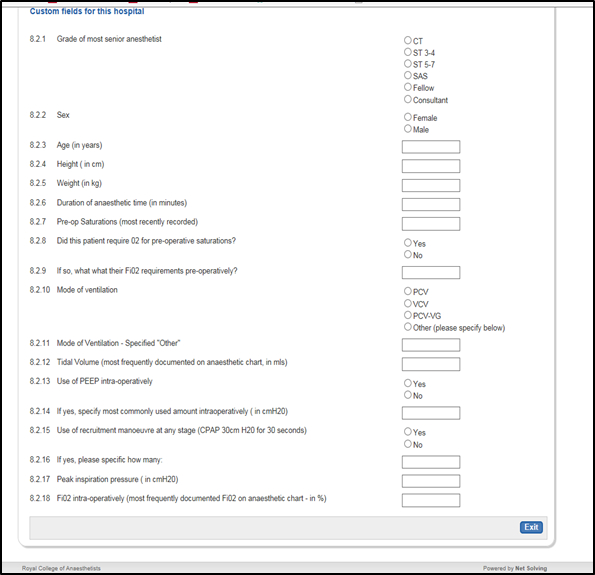 Custom fields for this hospital
8.2.1 Grade of most senior anesthetist
CT
ST 3-4
ST 5-7
SAS
Fellow
Consultant
8.2.2 Sex
Female
Male
8.2.3 Age (in years)
8.2.4 Height ( in cm)
8.2.5 Weight (in kg)
8.2.6 Duration of anaesthetic time (in minutes)
8.2.7 Pre-op Saturations (most recently recorded)
8.2.8 Did this patient require 02 for pre-operative saturations?
Yes
No
8.2.9 If so, what what their Fi02 requirements pre-operatively?
8.2.10 Mode of ventilation
PCV
VCV
PCV-VG
Other (please specify below)
8.2.11 Mode of Ventilation - Specified "Other"
8.2.12 Tidal Volume (most frequently documented on anaesthetic chart, in mls)
8.2.13 Use of PEEP intra-operatively
Yes
No
8.2.14 If yes, specify most commonly used amount intraoperatively ( in cmH20)
8.2.15 Use of recruitment manoeuvre at any stage (CPAP 30cm H20 for 30 seconds)
Yes
No
8.2.16 If yes, please specific how many:
8.2.17 Peak inspiration pressure ( in cmH20)
8.2.18 Fi02 intra-operatively (most frequently documented Fi02 on anaesthetic chart - in %)
Exit
Royal College of Anaesthetists Powered by Net Solving